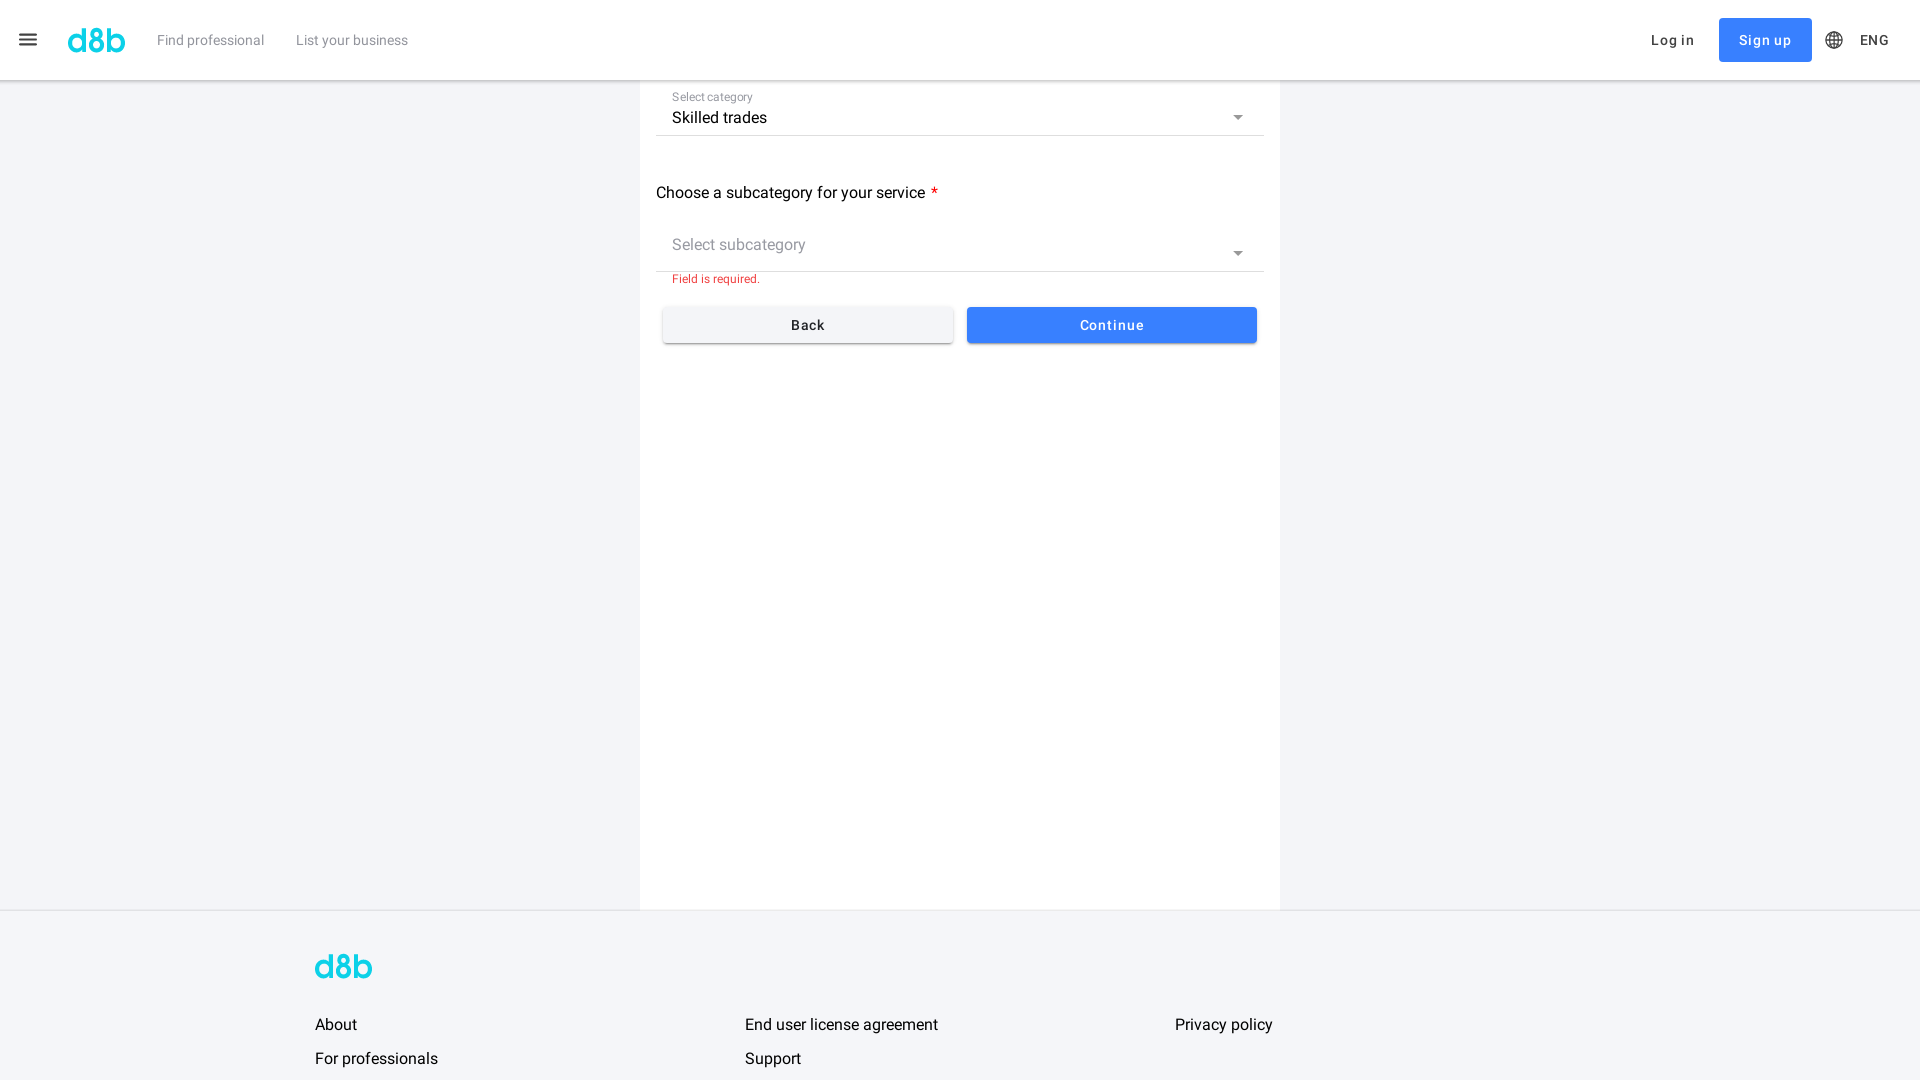 d8b
Find professional
List your business
Log in
Sign up
ENG
Select category
Skilled trades
Choose a subcategory for your service *
Select subcategory
Field is required.
Back
Continue
d8b
About
End user license agreement
Privacy policy
For professionals
Support